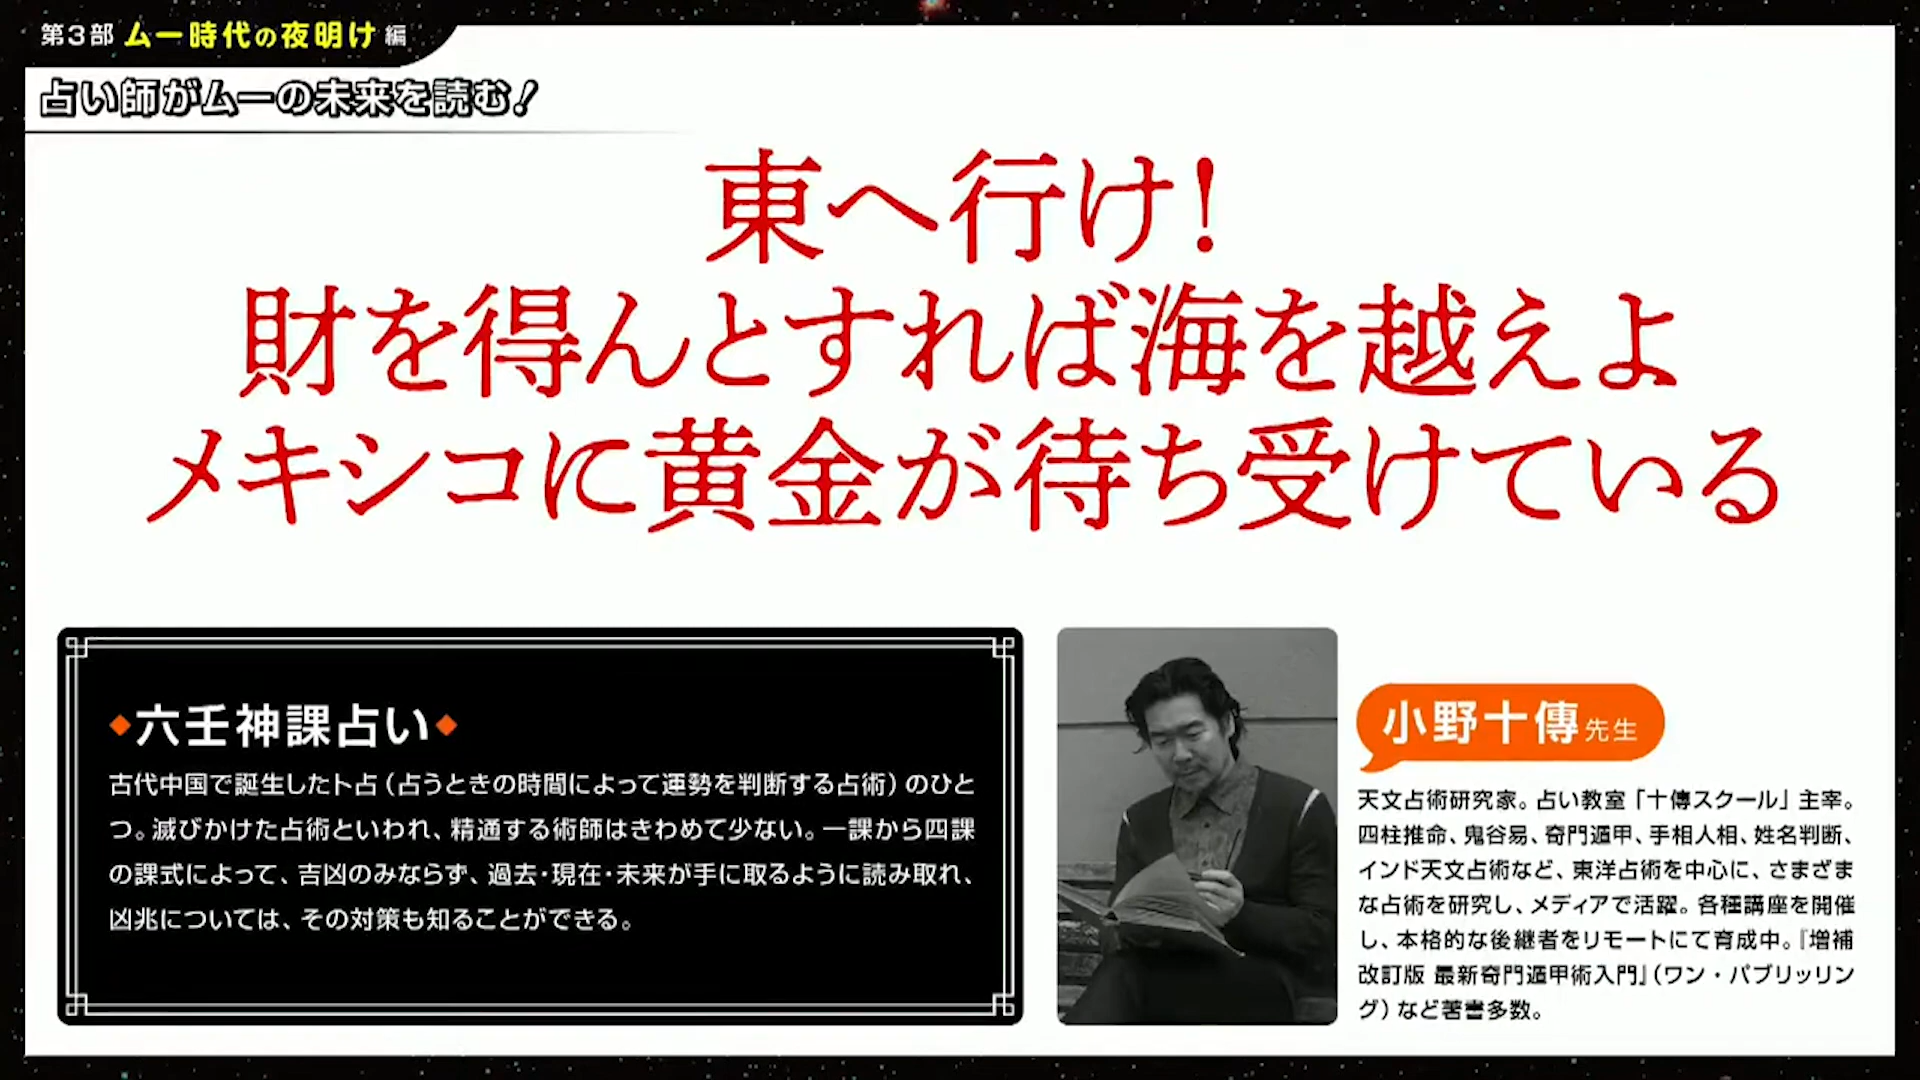 第3部 ムー時代の夜明け 編
占い師がムーの未来を読む!
東へ行け!
財を得んとすれば海を越えよ
メキシコに黄金が待ち受けている
◆六壬神課占い◆
古代中国で誕生した卜占(占うときの時間によって運勢を判断する占術)のひと
つ。滅びかけた占術といわれ、精通する術師はきわめて少ない。一課から四課
の課式によって、吉凶のみならず、過去・現在・未来が手に取るように読み取れ、
凶兆については、その対策も知ることができる。
小野十傳先生
天文占術研究家。占い教室「十傳スクール」主宰。
四柱推命、鬼谷易、奇門遁甲、手相人相、姓名判断、
インド天文占術など、東洋占術を中心に、さまざま
な占術を研究し、メディアで活躍。各種講座を開催
し、本格的な後継者をリモートにて育成中。『増補
改訂版 最新奇門遁甲術入門』(ワン・パブリッシン
グ)など著書多数。